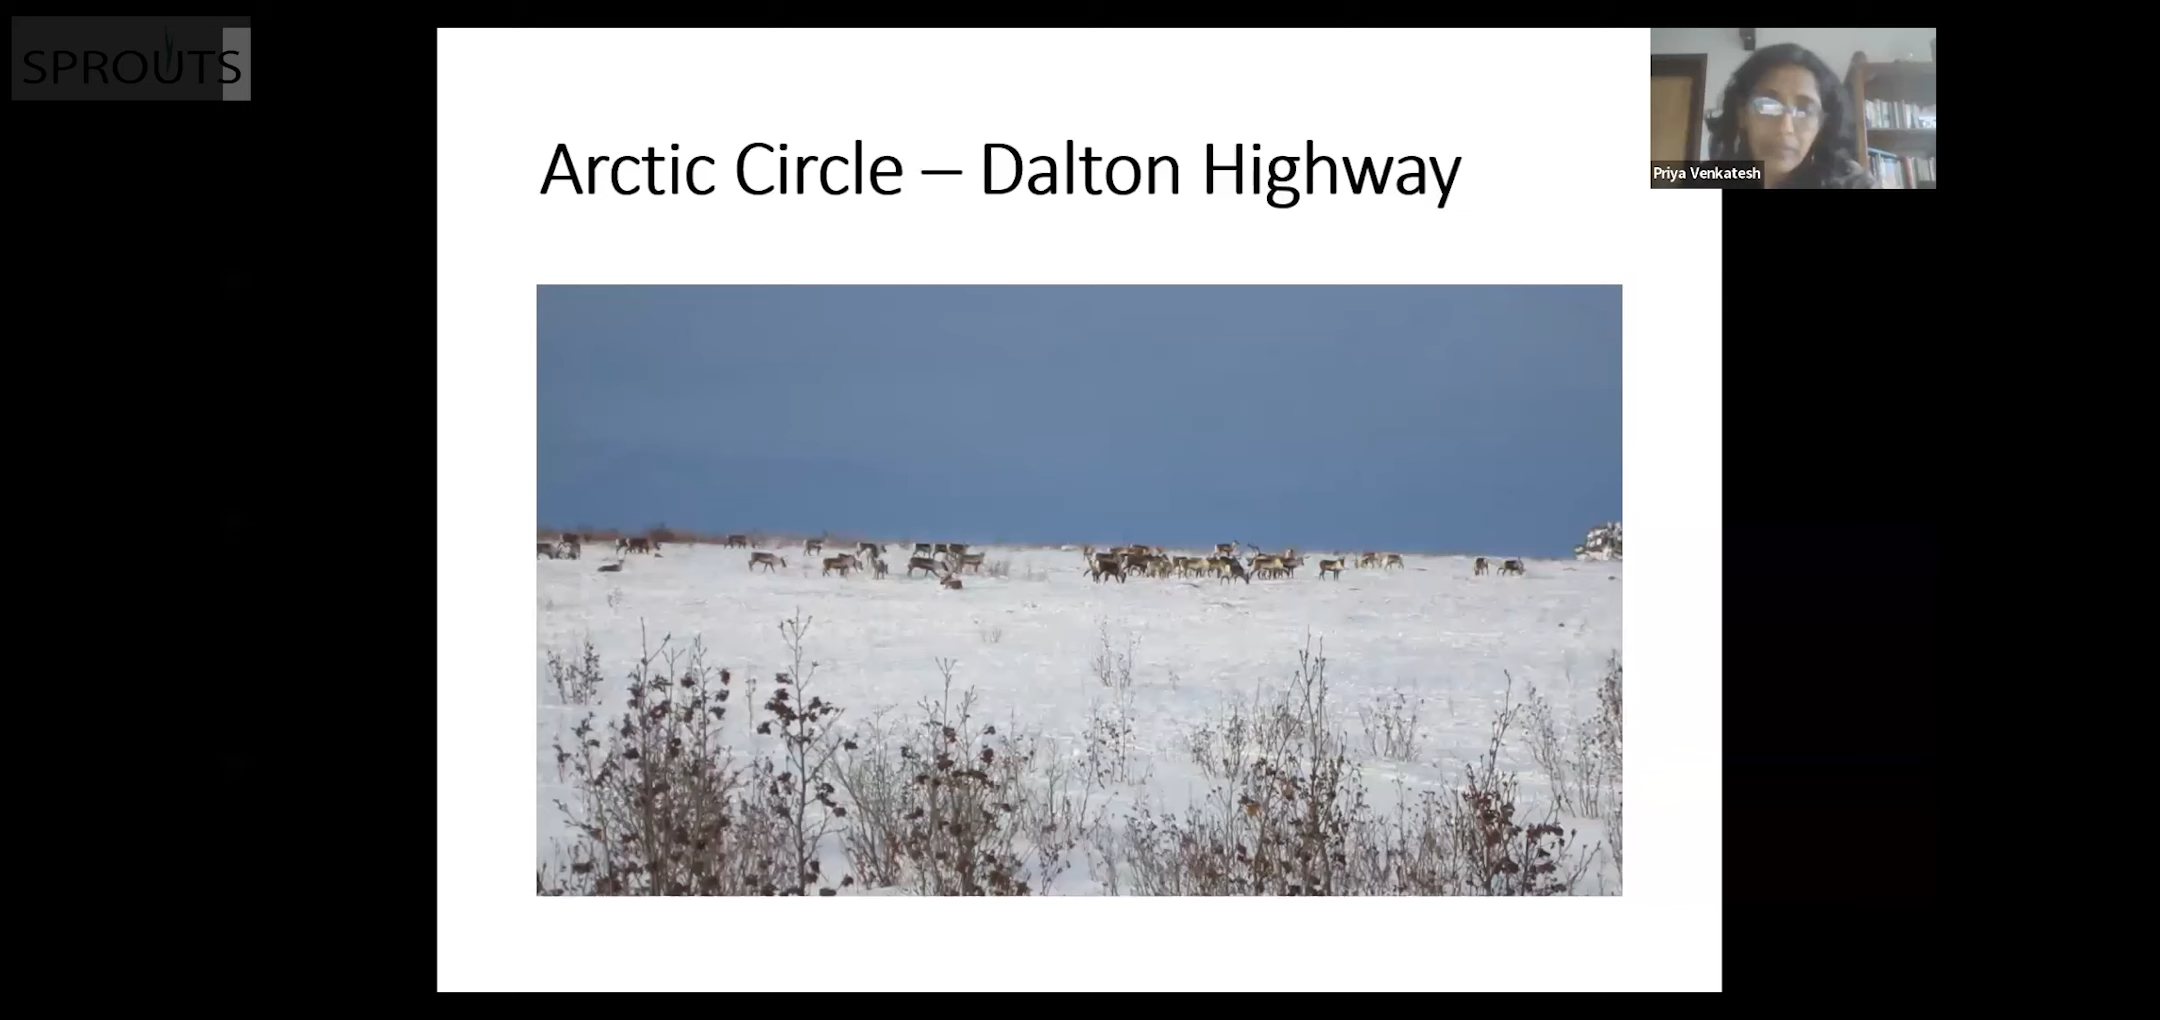 SPROUTS
Arctic Circle – Dalton Highway
Priya Venkatesh